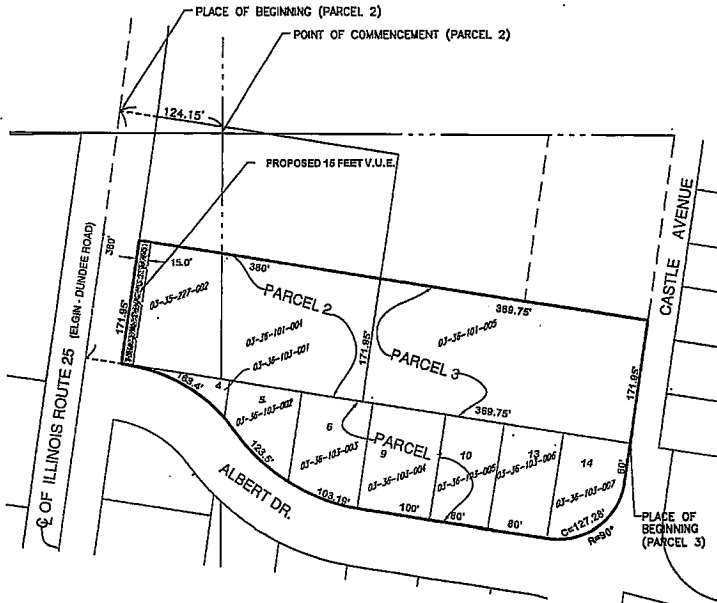 PLACE OF BEGINNING (PARCEL 2)
POINT OF COMMENCEMENT (PARCEL 2)
124.15'
PROPOSED 15 FEET V.U.E.
CASTLE AVENUE
380'
15.0'
380'
03-35-227-002
PARCEL 2
369.75'
03-36-101-004
03-36-101-005
171.95'
03-36-103-001
171.95'
PARCEL 3
171.95'
℄ OF ILLINOIS ROUTE 25 (ELGIN - DUNDEE ROAD)
163.4'
4
369.75'
5
03-36-103-002
6
03-36-103-003
PARCEL
9
03-36-103-004
10
03-36-103-005
13
03-36-103-006
14
03-36-103-007
60'
123.5'
ALBERT DR.
103.19'
100'
80'
80'
C=127.28'
R=90'
PLACE OF
BEGINNING
(PARCEL 3)